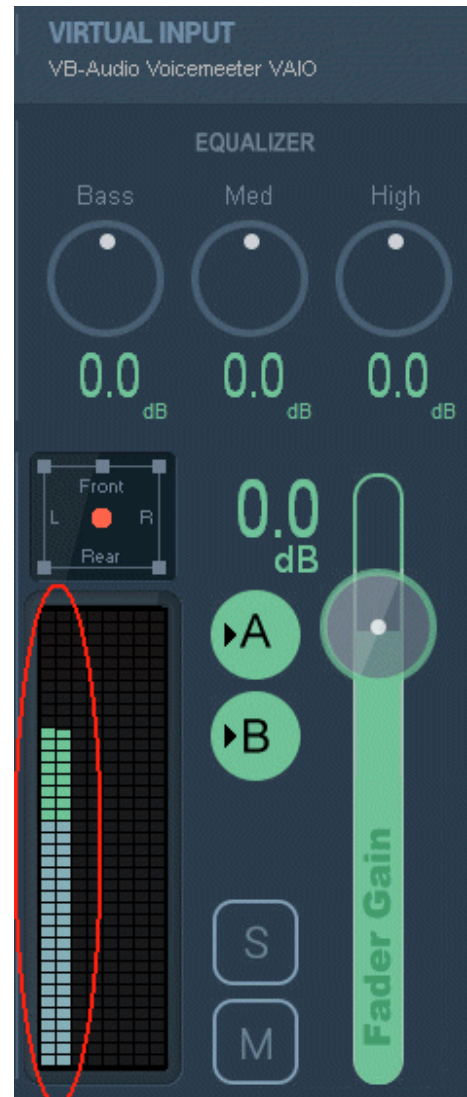 VIRTUAL INPUT
VB-Audio Voicemeeter VAIO
EQUALIZER
Bass Med High
0.0 0.0 0.0
dB dB dB
Front
L R
Rear
0.0
dB
A
B
Fader Gain
S
M